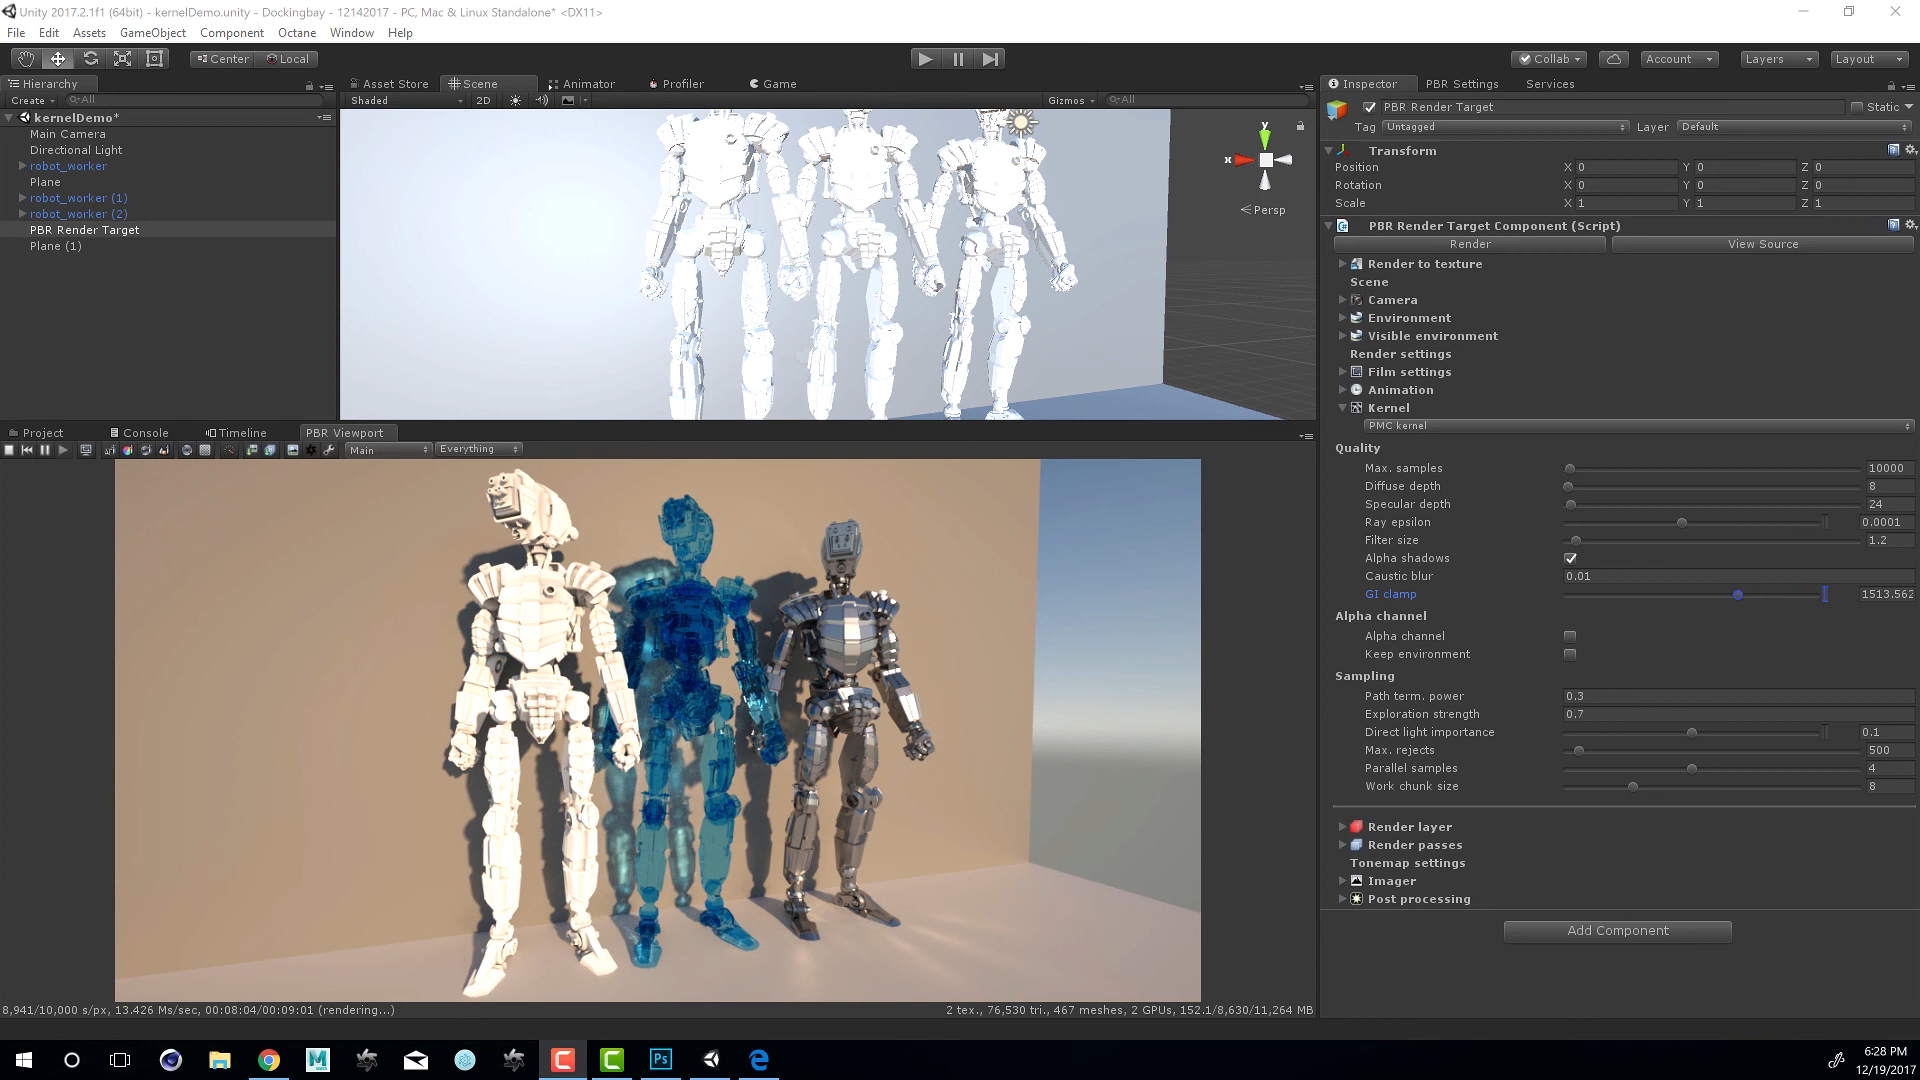 Unity 2017.2.1f1 (64bit) - kernelDemo.unity - Dockingbay - 12142017 - PC, Mac & Linux Standalone* <DX11>
File Edit Assets GameObject Component Octane Window Help
Center Local
Collab Account Layers Layout
Hierarchy
Create All
kernelDemo*
Main Camera
Directional Light
robot_worker
Plane
robot_worker (1)
robot_worker (2)
PBR Render Target
Plane (1)
Asset Store Scene Animator Profiler Game
Shaded 2D Gizmos All
y
x
Persp
Project Console Timeline PBR Viewport
Main Everything
8,941/10,000 s/px, 13.426 Ms/sec, 00:08:04/00:09:01 (rendering...)
2 tex., 76,530 tri., 467 meshes, 2 GPUs, 152.1/8,630/11,264 MB
Inspector PBR Settings Services
PBR Render Target Static
Tag Untagged Layer Default
Transform
Position X 0 Y 0 Z 0
Rotation X 0 Y 0 Z 0
Scale X 1 Y 1 Z 1
PBR Render Target Component (Script)
Render View Source
Render to texture
Scene
Camera
Environment
Visible environment
Render settings
Film settings
Animation
Kernel
PMC kernel
Quality
Max. samples 10000
Diffuse depth 8
Specular depth 24
Ray epsilon 0.0001
Filter size 1.2
Alpha shadows
Caustic blur 0.01
GI clamp 1513.562
Alpha channel
Alpha channel
Keep environment
Sampling
Path term. power 0.3
Exploration strength 0.7
Direct light importance 0.1
Max. rejects 500
Parallel samples 4
Work chunk size 8
Render layer
Render passes
Tonemap settings
Imager
Post processing
Add Component
M
C
C
Ps
6:28 PM
12/19/2017